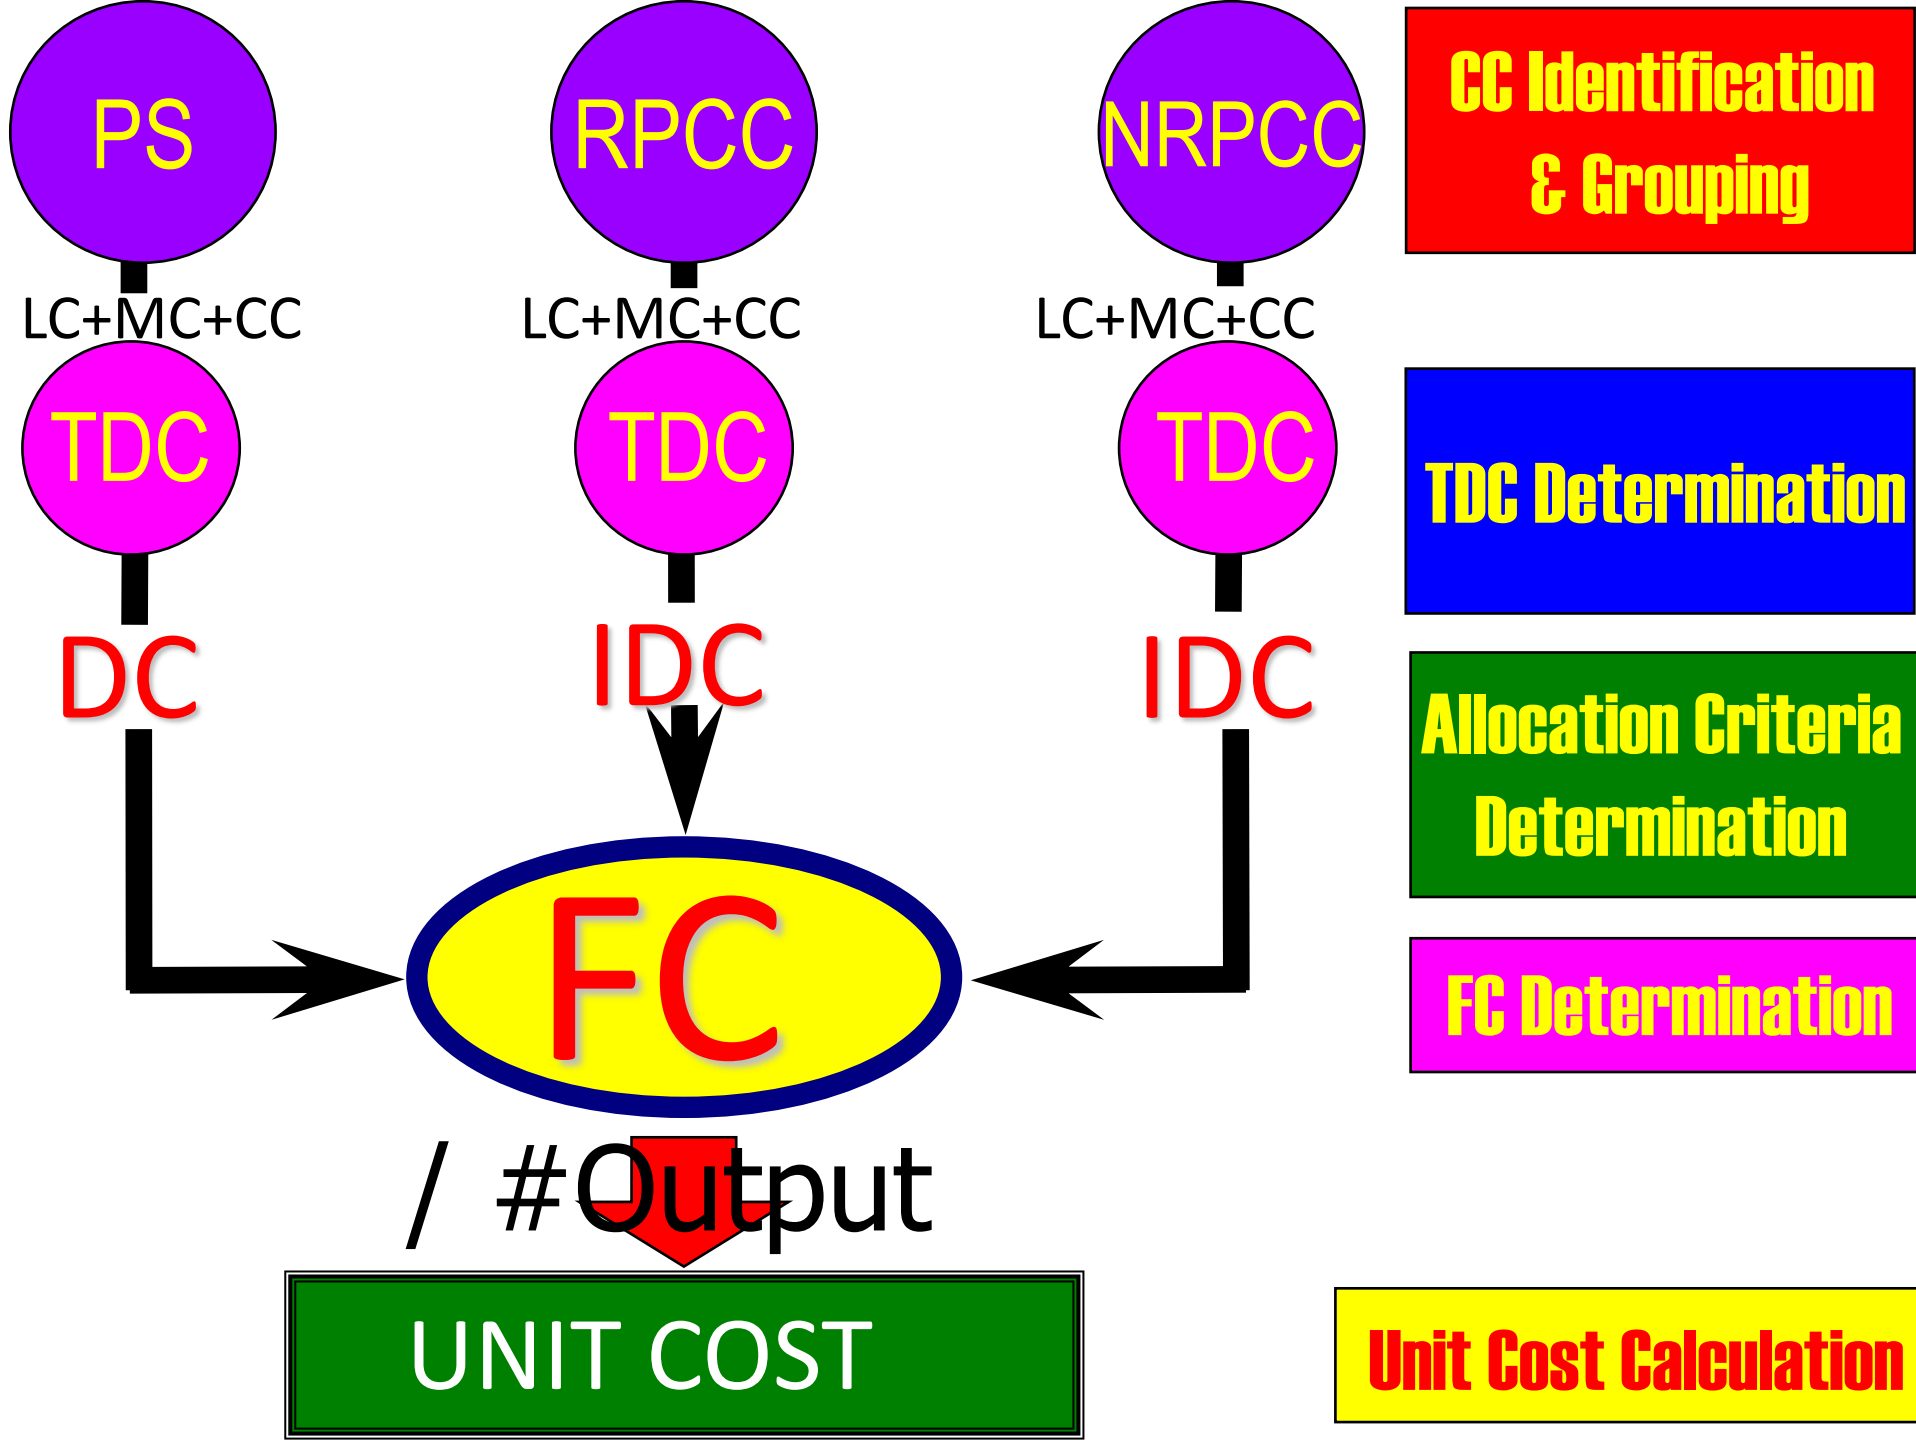 PS
RPCC
NRPCC
CC Identification
& Grouping
LC+MC+CC
LC+MC+CC
LC+MC+CC
TDC
TDC
TDC
TDC Determination
DC
IDC
IDC
Allocation Criteria
Determination
FC
FC Determination
/ #Output
UNIT COST
Unit Cost Calculation